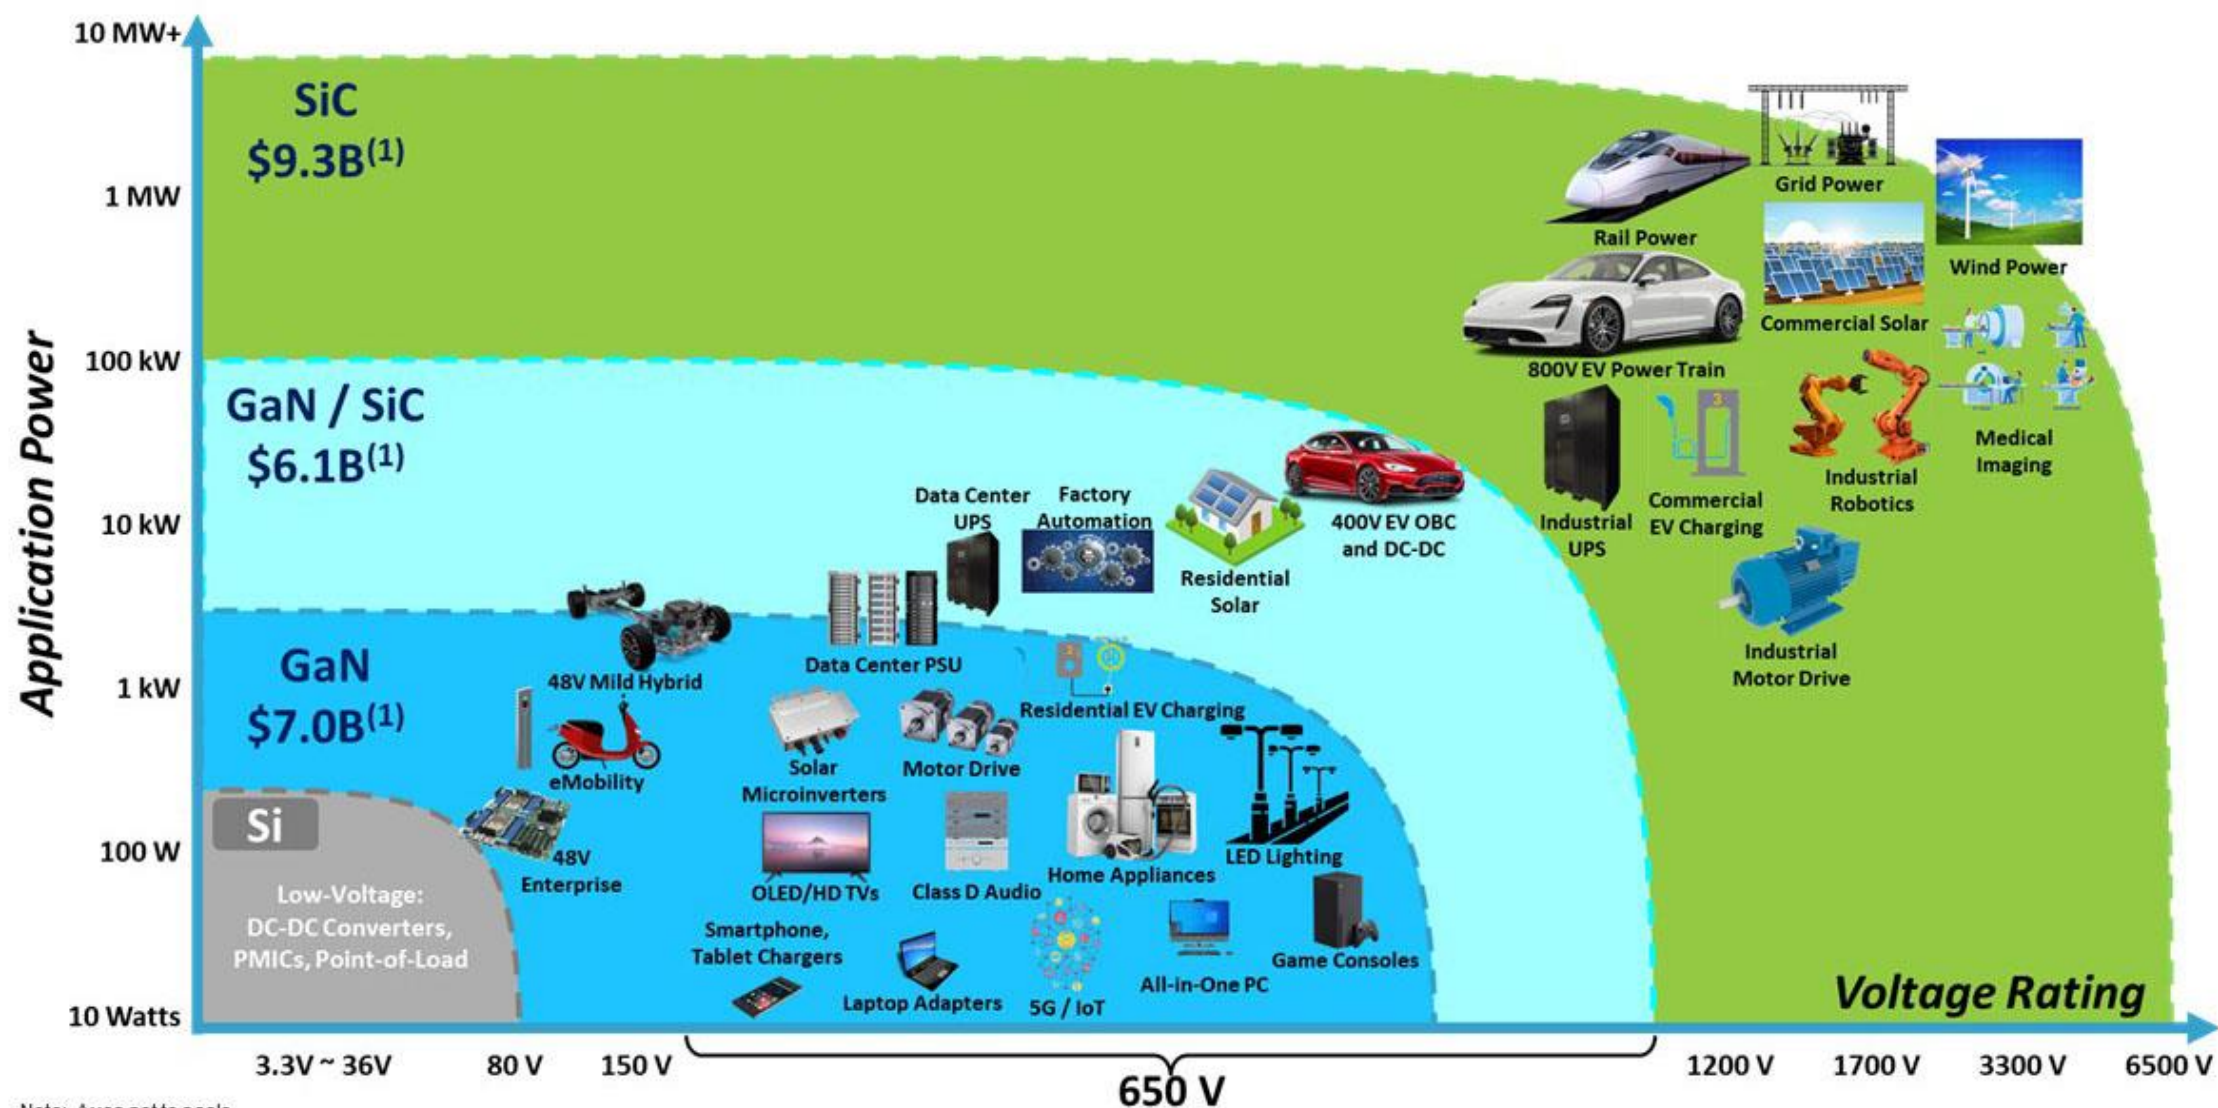 10 MW+
1 MW
100 kW
10 kW
1 kW
100 W
10 Watts
Application Power
SiC
$9.3B(1)
GaN / SiC
$6.1B(1)
GaN
$7.0B(1)
Si
Low-Voltage:
DC-DC Converters,
PMICs, Point-of-Load
Grid Power
Rail Power
Wind Power
Commercial Solar
800V EV Power Train
Medical
Imaging
Industrial
Robotics
Commercial
EV Charging
Industrial
UPS
Industrial
Motor Drive
Data Center
UPS
Factory
Automation
Residential
Solar
400V EV OBC
and DC-DC
48V Mild Hybrid
Data Center PSU
Residential EV Charging
eMobility
Solar
Microinverters
Motor Drive
48V
Enterprise
OLED/HD TVs
Class D Audio
Home Appliances
LED Lighting
Smartphone,
Tablet Chargers
Laptop Adapters
5G / IoT
All-in-One PC
Game Consoles
Voltage Rating
3.3V ~ 36V
80 V
150 V
650 V
1200 V
1700 V
3300 V
6500 V